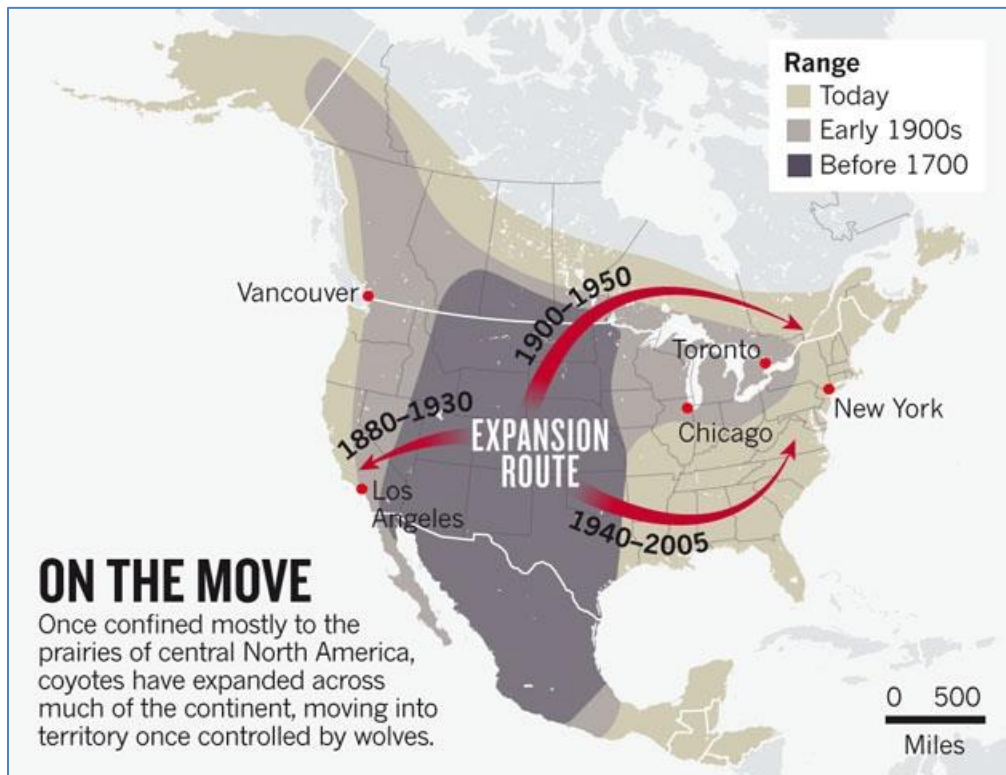 Range
Today
Early 1900s
Before 1700
Vancouver
1900–1950
Toronto
New York
Chicago
1880–1930
EXPANSION
ROUTE
Los
Angeles
1940–2005
ON THE MOVE
Once confined mostly to the
prairies of central North America,
coyotes have expanded across
much of the continent, moving into
territory once controlled by wolves.
0 500
Miles